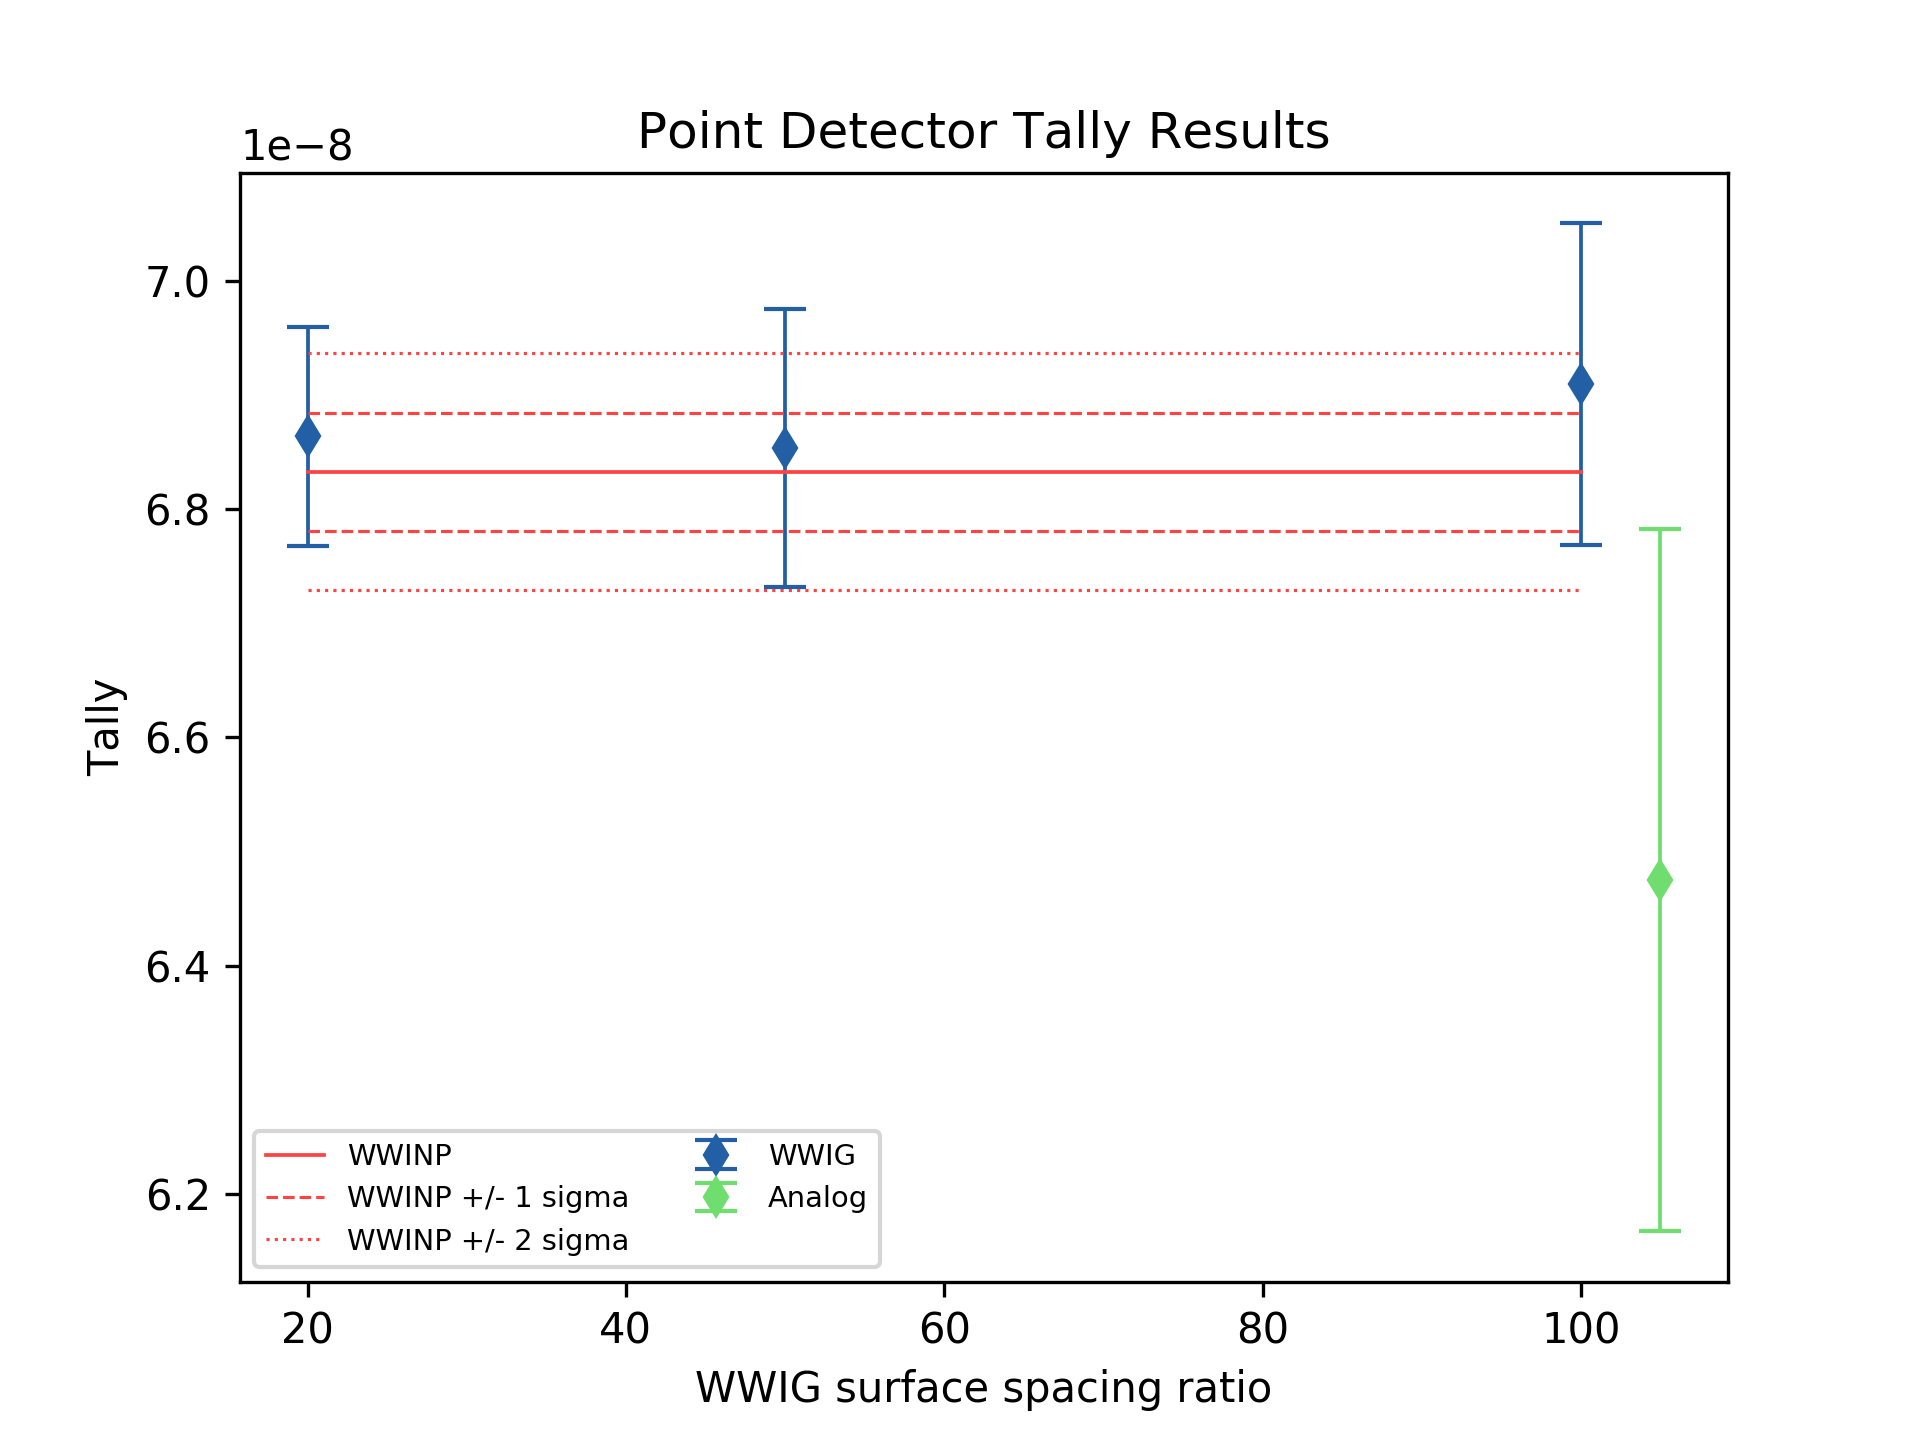 Point Detector Tally Results
1e−8
7.0
6.8
6.6
6.4
6.2
Tally
20 40 60 80 100
WWIG surface spacing ratio
WWINP
WWINP +/- 1 sigma
WWINP +/- 2 sigma
WWIG
Analog